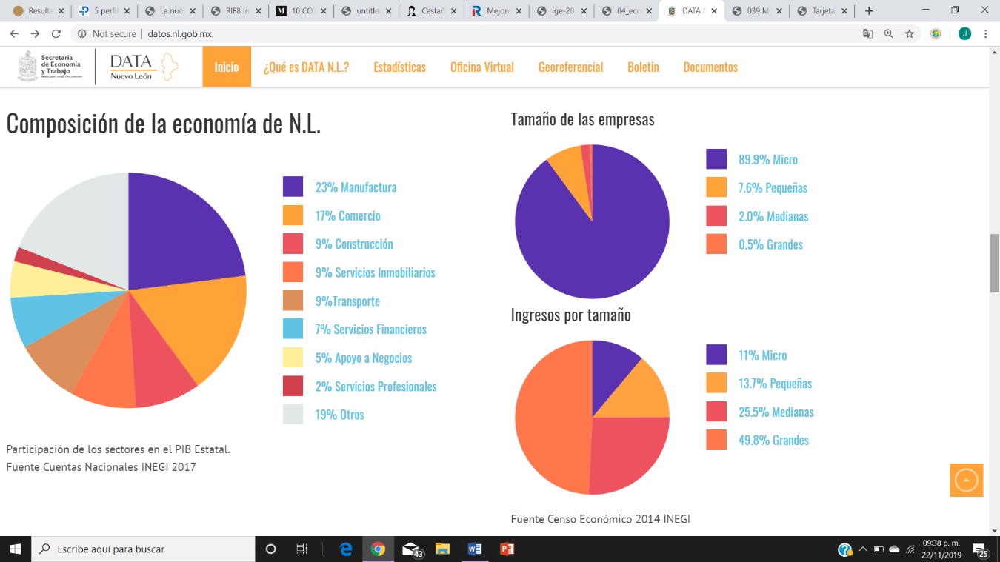 Resulta
5 perfil
La nue
RIF8 In
M 10 COS
untitle
Castañ
Mejore
ige-20
04_eco
DATA N
039 M
Tarjeta
Not secure | datos.nl.gob.mx
J
Secretaría
de Economía
y Trabajo
DATA
Nuevo León
Inicio
¿Qué es DATA N.L.?
Estadísticas
Oficina Virtual
Georeferencial
Boletin
Documentos
Composición de la economía de N.L.
23% Manufactura
17% Comercio
9% Construcción
9% Servicios Inmobiliarios
9%Transporte
7% Servicios Financieros
5% Apoyo a Negocios
2% Servicios Profesionales
19% Otros
Participación de los sectores en el PIB Estatal.
Fuente Cuentas Nacionales INEGI 2017
Tamaño de las empresas
89.9% Micro
7.6% Pequeñas
2.0% Medianas
0.5% Grandes
Ingresos por tamaño
11% Micro
13.7% Pequeñas
25.5% Medianas
49.8% Grandes
Fuente Censo Económico 2014 INEGI
Escribe aquí para buscar
43
09:38 p. m.
22/11/2019
25